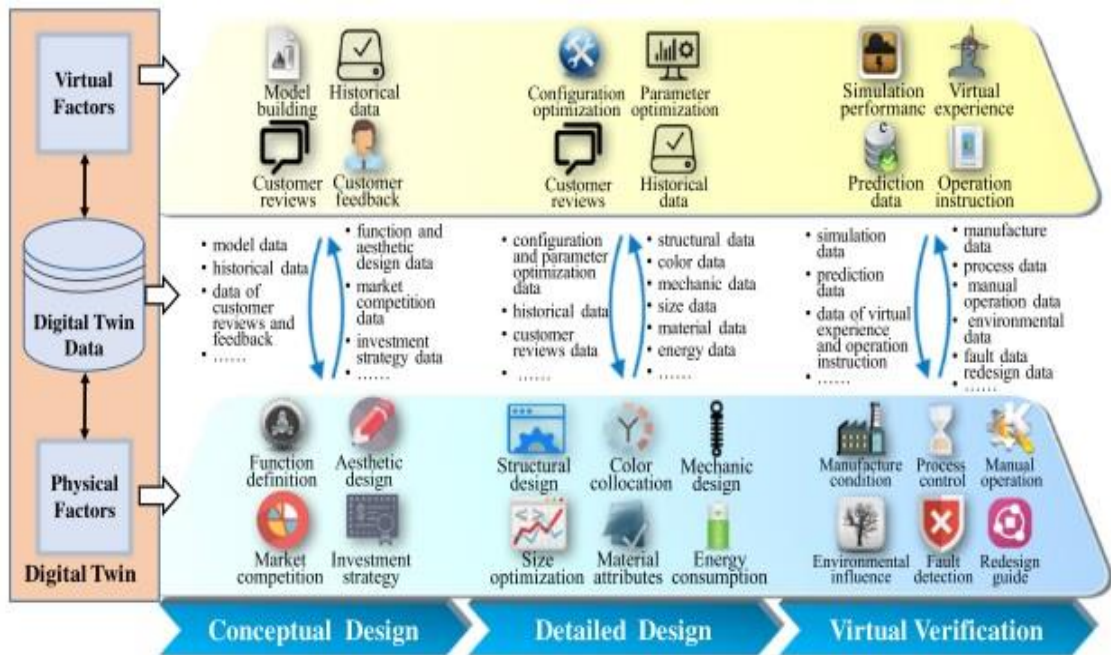 Virtual
Factors
Digital Twin
Data
Physical
Factors
Digital Twin
Model
building
Historical
data
Customer
reviews
Customer
feedback
Configuration
optimization
Parameter
optimization
Customer
reviews
Historical
data
Simulation
performanc
Virtual
experience
C
Prediction
data
Operation
instruction
• model data
• historical data
• data of
customer
reviews and
feedback
• ......
• function and
aesthetic
design data
• market
competition
data
• investment
strategy data
• ......
• configuration
and parameter
optimization
data
• historical data
• customer
reviews data
• ......
• structural data
• color data
• mechanic data
• size data
• material data
• energy data
• ......
• simulation
data
• prediction
data
• data of virtual
experience
and operation
instruction
• ......
• manufacture
data
• process data
• manual
operation data
• environmental
data
• fault data
redesign data
• ......
Function
definition
Aesthetic
design
Market
competition
Investment
strategy
Structural
design
Color
collocation
Mechanic
design
<>
Size
optimization
Material
attributes
Energy
consumption
Manufacture
condition
Process
control
Manual
operation
Environmental
influence
Fault
detection
Redesign
guide
Conceptual Design
Detailed Design
Virtual Verification